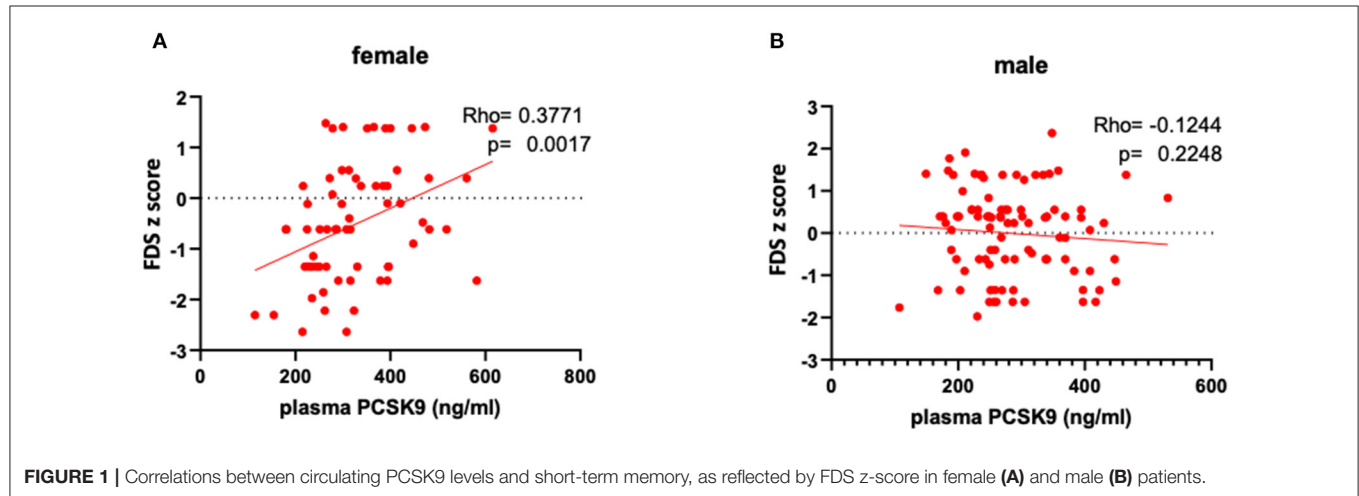 A
female
Rho= 0.3771
p= 0.0017
2
1
0
-1
-2
-3
FDS z score
0 200 400 600 800
plasma PCSK9 (ng/ml)
B
male
Rho= -0.1244
p= 0.2248
3
2
1
0
-1
-2
-3
FDS z score
0 200 400 600
plasma PCSK9 (ng/ml)
FIGURE 1 | Correlations between circulating PCSK9 levels and short-term memory, as reflected by FDS z-score in female (A) and male (B) patients.